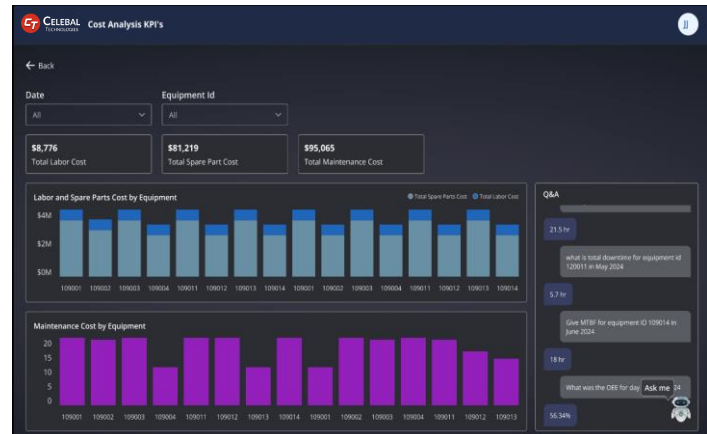 CT CELEBAL TECHNOLOGIES Cost Analysis KPI's JJ
← Back
Date Equipment Id
All All
$8,776 $81,219 $95,065
Total Labor Cost Total Spare Part Cost Total Maintenance Cost
Labor and Spare Parts Cost by Equipment Total Spare Parts Cost Total Labor Cost
$4M
$2M
$0M
109001 109002 109003 109004 109011 109012 109013 109014 109001 109002 109003 109004 109011 109012 109013 109014
Maintenance Cost by Equipment
20
15
10
5
0
109001 109002 109003 109004 109011 109012 109013 109014 109001 109002 109003 109004 109011 109012 109013
Q&A
21.5 hr
what is total downtime for equipment id
120011 in May 2024
5.7 hr
Give MTBF for equipment ID 109014 in
June 2024
18 hr
What was the OEE for day 24
Ask me
56.34%